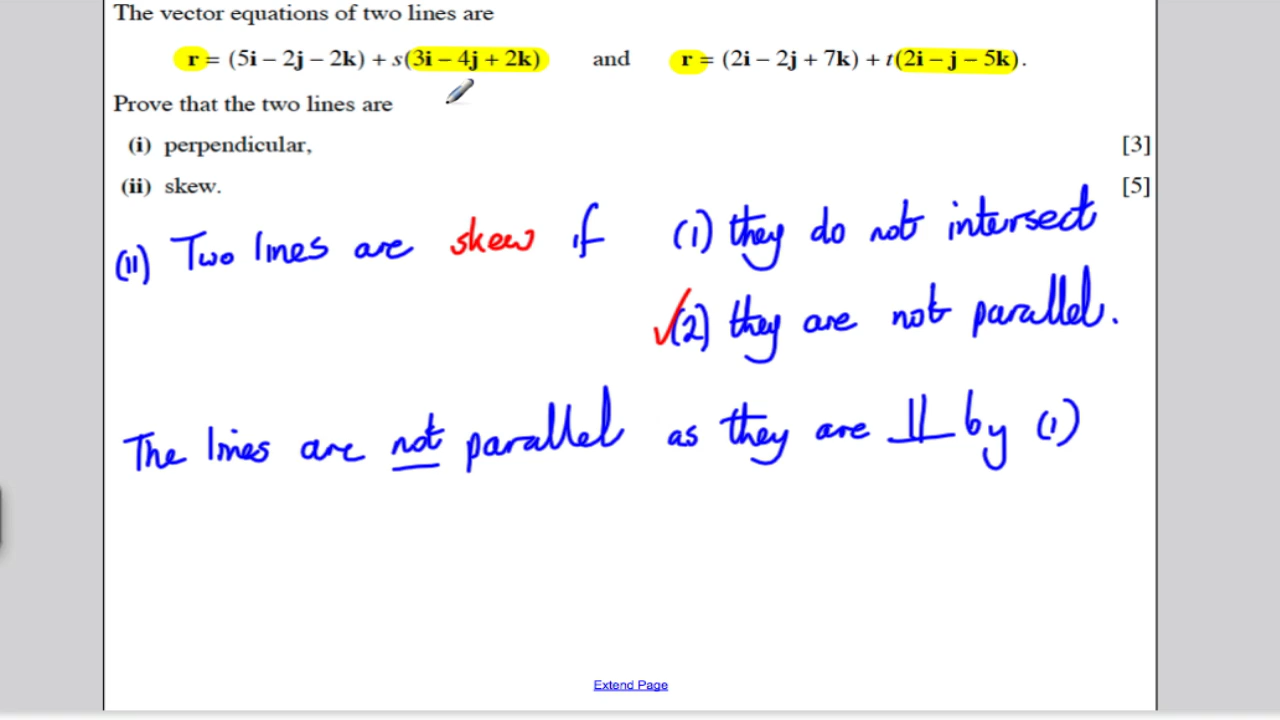 The vector equations of two lines are
r = (5i – 2j – 2k) + s(3i – 4j + 2k) and r = (2i – 2j + 7k) + t(2i – j – 5k).
Prove that the two lines are
(i) perpendicular, [3]
(ii) skew. [5]
(ii) Two lines are skew if (1) they do not intersect
✓(2) they are not parallel.
The lines are not parallel as they are ⊥ by (1)
Extend Page